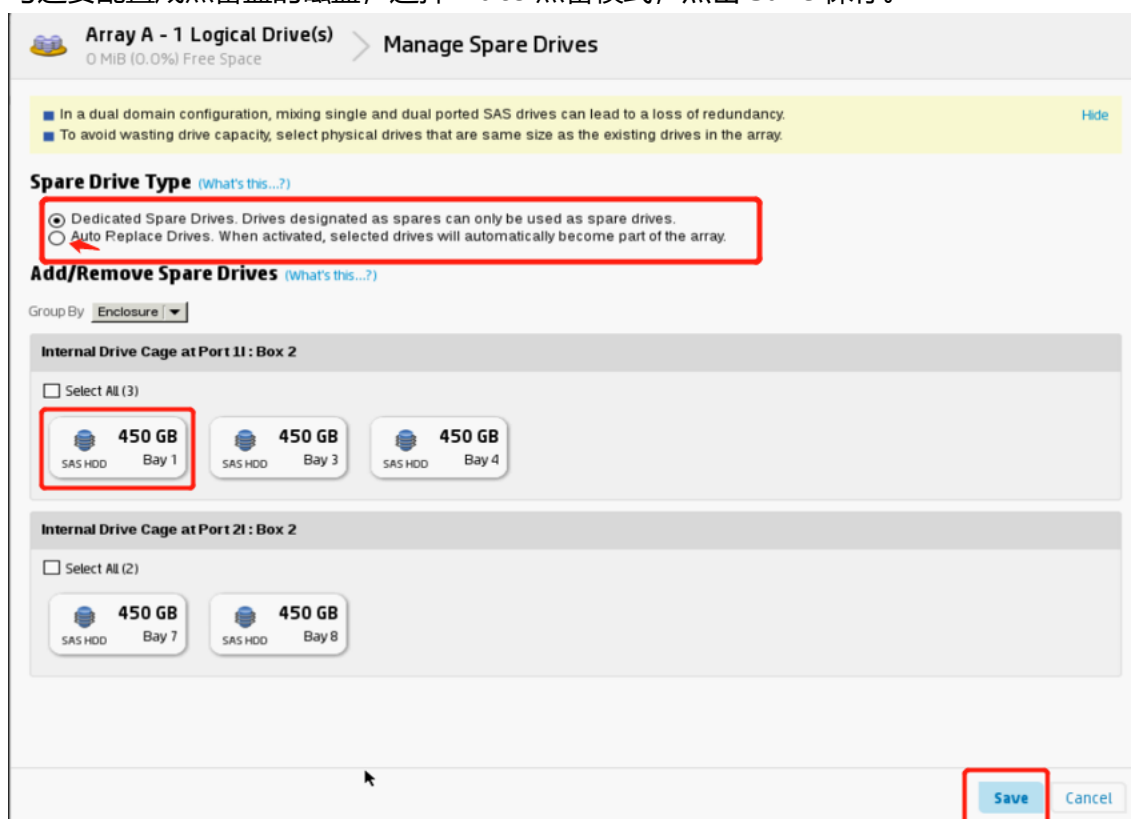 Array A - 1 Logical Drive(s)
0 MiB (0.0%) Free Space
Manage Spare Drives
In a dual domain configuration, mixing single and dual ported SAS drives can lead to a loss of redundancy.
Hide
To avoid wasting drive capacity, select physical drives that are same size as the existing drives in the array.
Spare Drive Type (What's this...?)
Dedicated Spare Drives. Drives designated as spares can only be used as spare drives.
Auto Replace Drives. When activated, selected drives will automatically become part of the array.
Add/Remove Spare Drives (What's this...?)
Group By Enclosure
Internal Drive Cage at Port 1I : Box 2
Select All (3)
450 GB 450 GB 450 GB
SAS HDD Bay 1 SAS HDD Bay 3 SAS HDD Bay 4
Internal Drive Cage at Port 2I : Box 2
Select All (2)
450 GB 450 GB
SAS HDD Bay 7 SAS HDD Bay 8
Save Cancel